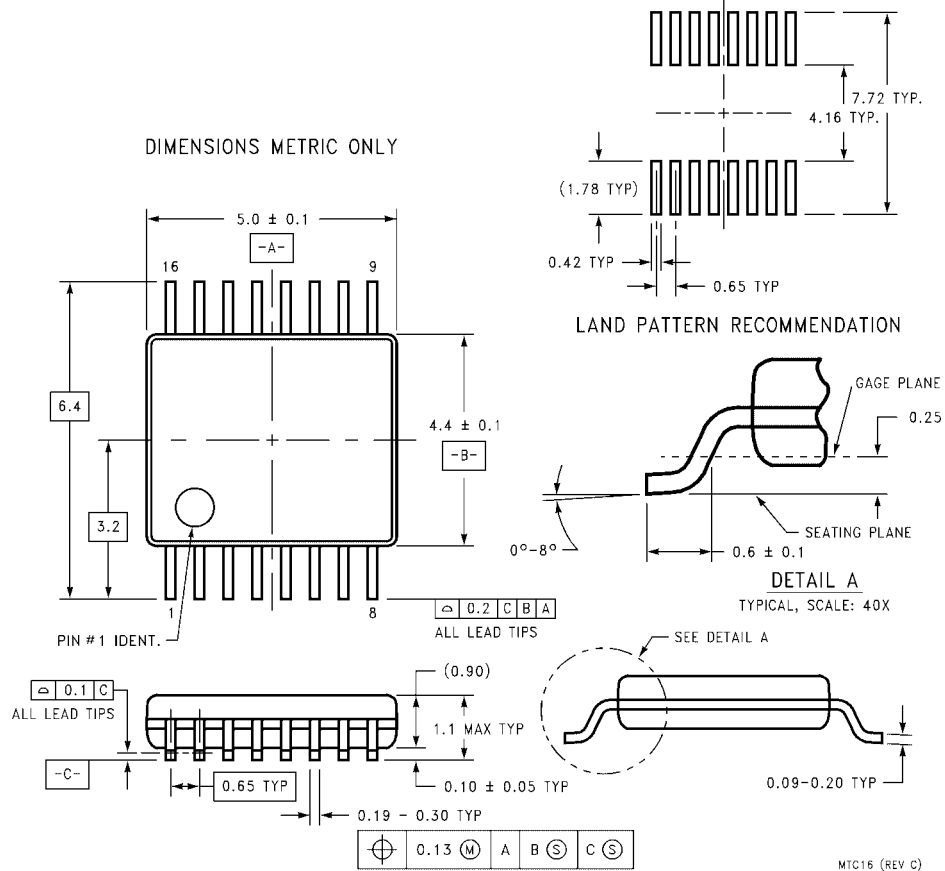 7.72 TYP.
4.16 TYP.
DIMENSIONS METRIC ONLY
(1.78 TYP)
5.0 ± 0.1
-A-
0.42 TYP
16
9
0.65 TYP
LAND PATTERN RECOMMENDATION
GAGE PLANE
6.4
0.25
4.4 ± 0.1
-B-
3.2
SEATING PLANE
0°-8°
0.6 ± 0.1
DETAIL A
TYPICAL, SCALE: 40X
1
8
⌓ 0.2 C B A
ALL LEAD TIPS
PIN #1 IDENT.
SEE DETAIL A
(0.90)
⌓ 0.1 C
ALL LEAD TIPS
1.1 MAX TYP
-C-
0.65 TYP
0.10 ± 0.05 TYP
0.09-0.20 TYP
0.19 - 0.30 TYP
⌖ 0.13 Ⓜ A B Ⓢ C Ⓢ
MTC16 (REV C)